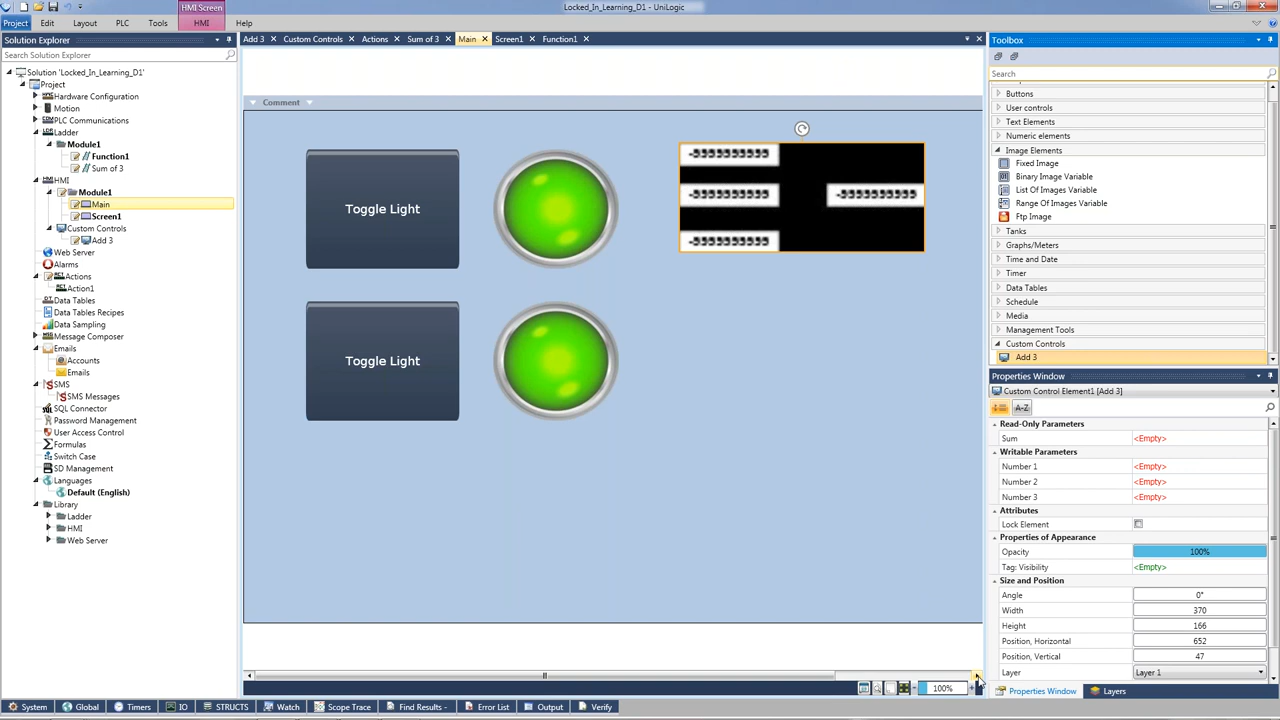 HMI Screen
Locked_In_Learning_D1 - UniLogic
Project
Edit
Layout
PLC
Tools
HMI
Help
Solution Explorer
Search Solution Explorer
Solution 'Locked_In_Learning_D1'
Project
Hardware Configuration
Motion
PLC Communications
Ladder
Module1
Function1
Sum of 3
HMI
Module1
Main
Screen1
Custom Controls
Add 3
Web Server
Alarms
Actions
Action1
Data Tables
Data Tables Recipes
Data Sampling
Message Composer
Emails
Accounts
Emails
SMS
SMS Messages
SQL Connector
Password Management
User Access Control
Formulas
Switch Case
SD Management
Languages
Default (English)
Library
Ladder
HMI
Web Server
Add 3
Custom Controls
Actions
Sum of 3
Main
Screen1
Function1
Comment
Toggle Light
Toggle Light
100%
Toolbox
Search
Buttons
User controls
Text Elements
Numeric elements
Image Elements
Fixed Image
Binary Image Variable
List Of Images Variable
Range Of Images Variable
Ftp Image
Tanks
Graphs/Meters
Time and Date
Timer
Data Tables
Schedule
Media
Management Tools
Custom Controls
Add 3
Properties Window
Custom Control Element1 [Add 3]
A-Z
Read-Only Parameters
Sum <Empty>
Writable Parameters
Number 1 <Empty>
Number 2 <Empty>
Number 3 <Empty>
Attributes
Lock Element
Properties of Appearance
Opacity 100%
Tag: Visibility <Empty>
Size and Position
Angle 0°
Width 370
Height 166
Position, Horizontal 652
Position, Vertical 47
Layer Layer 1
Properties Window
Layers
System
Global
Timers
IO
STRUCTS
Watch
Scope Trace
Find Results -
Error List
Output
Verify